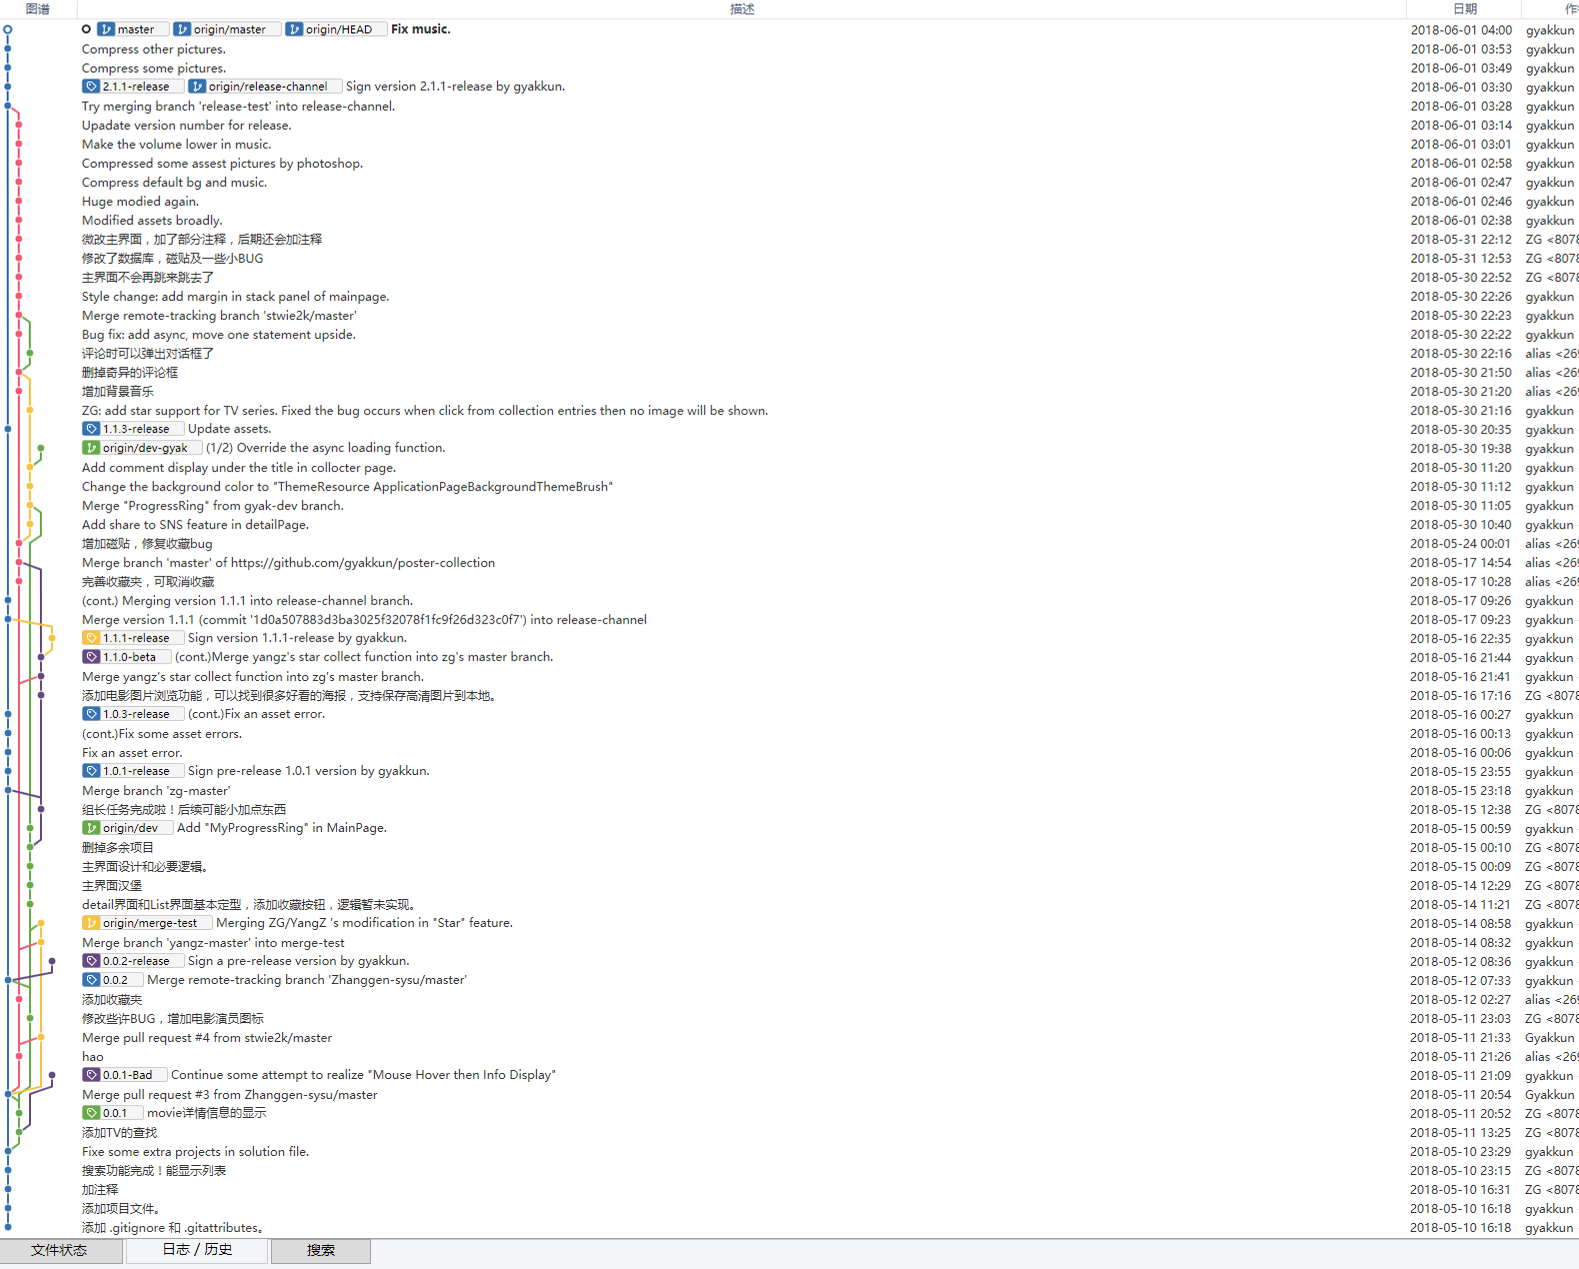 图谱 描述 日期 作
master origin/master origin/HEAD Fix music. 2018-06-01 04:00 gyakkun
Compress other pictures. 2018-06-01 03:53 gyakkun
Compress some pictures. 2018-06-01 03:49 gyakkun
2.1.1-release origin/release-channel Sign version 2.1.1-release by gyakkun. 2018-06-01 03:30 gyakkun
Try merging branch 'release-test' into release-channel. 2018-06-01 03:28 gyakkun
Upadate version number for release. 2018-06-01 03:14 gyakkun
Make the volume lower in music. 2018-06-01 03:01 gyakkun
Compressed some assest pictures by photoshop. 2018-06-01 02:58 gyakkun
Compress default bg and music. 2018-06-01 02:47 gyakkun
Huge modied again. 2018-06-01 02:46 gyakkun
Modified assets broadly. 2018-06-01 02:38 gyakkun
微改主界面，加了部分注释，后期还会加注释 2018-05-31 22:12 ZG <8078
修改了数据库，磁贴及一些小BUG 2018-05-31 12:53 ZG <8078
主界面不会再跳来跳去了 2018-05-30 22:52 ZG <8078
Style change: add margin in stack panel of mainpage. 2018-05-30 22:26 gyakkun
Merge remote-tracking branch 'stwie2k/master' 2018-05-30 22:23 gyakkun
Bug fix: add async, move one statement upside. 2018-05-30 22:22 gyakkun
评论时可以弹出对话框了 2018-05-30 22:16 alias <269
删掉奇异的评论框 2018-05-30 21:50 alias <269
增加背景音乐 2018-05-30 21:20 alias <269
ZG: add star support for TV series. Fixed the bug occurs when click from collection entries then no image will be shown. 2018-05-30 21:16 gyakkun
1.1.3-release Update assets. 2018-05-30 20:35 gyakkun
origin/dev-gyak (1/2) Override the async loading function. 2018-05-30 19:38 gyakkun
Add comment display under the title in collocter page. 2018-05-30 11:20 gyakkun
Change the background color to "ThemeResource ApplicationPageBackgroundThemeBrush" 2018-05-30 11:12 gyakkun
Merge "ProgressRing" from gyak-dev branch. 2018-05-30 11:05 gyakkun
Add share to SNS feature in detailPage. 2018-05-30 10:40 gyakkun
增加磁贴，修复收藏bug 2018-05-24 00:01 alias <269
Merge branch 'master' of https://github.com/gyakkun/poster-collection 2018-05-17 14:54 alias <269
完善收藏夹，可取消收藏 2018-05-17 10:28 alias <269
(cont.) Merging version 1.1.1 into release-channel branch. 2018-05-17 09:26 gyakkun
Merge version 1.1.1 (commit '1d0a507883d3ba3025f32078f1fc9f26d323c0f7') into release-channel 2018-05-17 09:23 gyakkun
1.1.1-release Sign version 1.1.1-release by gyakkun. 2018-05-16 22:35 gyakkun
1.1.0-beta (cont.)Merge yangz's star collect function into zg's master branch. 2018-05-16 21:44 gyakkun
Merge yangz's star collect function into zg's master branch. 2018-05-16 21:41 gyakkun
添加电影图片浏览功能，可以找到很多好看的海报，支持保存高清图片到本地。 2018-05-16 17:16 ZG <8078
1.0.3-release (cont.)Fix an asset error. 2018-05-16 00:27 gyakkun
(cont.)Fix some asset errors. 2018-05-16 00:13 gyakkun
Fix an asset error. 2018-05-16 00:06 gyakkun
1.0.1-release Sign pre-release 1.0.1 version by gyakkun. 2018-05-15 23:55 gyakkun
Merge branch 'zg-master' 2018-05-15 23:18 gyakkun
组长任务完成啦！后续可能小加点东西 2018-05-15 12:38 ZG <8078
origin/dev Add "MyProgressRing" in MainPage. 2018-05-15 00:59 gyakkun
删掉多余项目 2018-05-15 00:10 ZG <8078
主界面设计和必要逻辑。 2018-05-15 00:09 ZG <8078
主界面汉堡 2018-05-14 12:29 ZG <8078
detail界面和List界面基本定型，添加收藏按钮，逻辑暂未实现。 2018-05-14 11:21 ZG <8078
origin/merge-test Merging ZG/YangZ 's modification in "Star" feature. 2018-05-14 08:58 gyakkun
Merge branch 'yangz-master' into merge-test 2018-05-14 08:32 gyakkun
0.0.2-release Sign a pre-release version by gyakkun. 2018-05-12 08:36 gyakkun
0.0.2 Merge remote-tracking branch 'Zhanggen-sysu/master' 2018-05-12 07:33 gyakkun
添加收藏夹 2018-05-12 02:27 alias <269
修改些许BUG，增加电影演员图标 2018-05-11 23:03 ZG <8078
Merge pull request #4 from stwie2k/master 2018-05-11 21:33 Gyakkun
hao 2018-05-11 21:26 alias <269
0.0.1-Bad Continue some attempt to realize "Mouse Hover then Info Display" 2018-05-11 21:09 gyakkun
Merge pull request #3 from Zhanggen-sysu/master 2018-05-11 20:54 Gyakkun
0.0.1 movie详情信息的显示 2018-05-11 20:52 ZG <8078
添加TV的查找 2018-05-11 13:25 ZG <8078
Fixe some extra projects in solution file. 2018-05-10 23:29 gyakkun
搜索功能完成！能显示列表 2018-05-10 23:15 ZG <8078
加注释 2018-05-10 16:31 ZG <8078
添加项目文件。 2018-05-10 16:18 gyakkun
添加 .gitignore 和 .gitattributes。 2018-05-10 16:18 gyakkun
文件状态 日志 / 历史 搜索